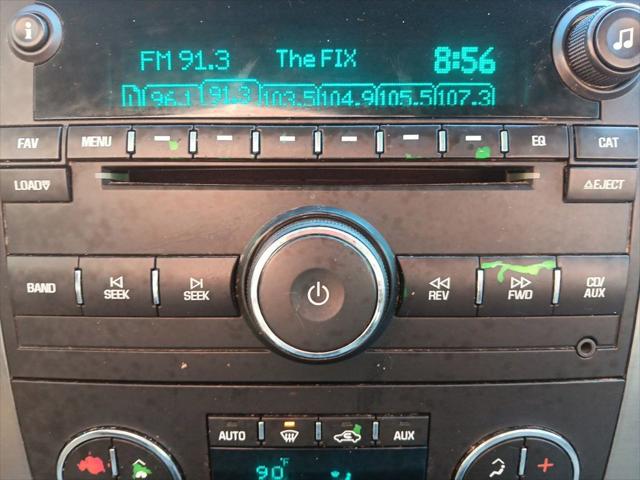 FM 91.3 The FIX 8:56
1 96.1 91.3 103.5 104.9 105.5 107.3
FAV MENU EQ CAT
LOAD EJECT
BAND SEEK SEEK REV FWD CD/AUX
AUTO AUX
90°F